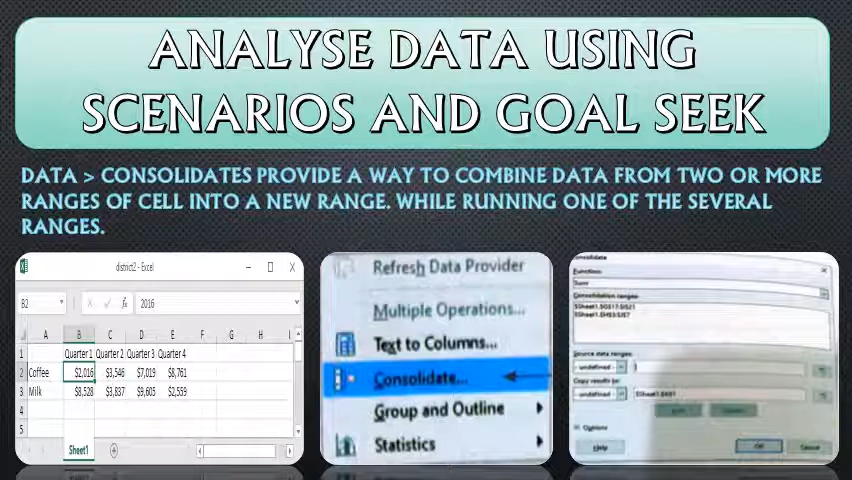 ANALYSE DATA USING
SCENARIOS AND GOAL SEEK
DATA > CONSOLIDATES PROVIDE A WAY TO COMBINE DATA FROM TWO OR MORE
RANGES OF CELL INTO A NEW RANGE. WHILE RUNNING ONE OF THE SEVERAL
RANGES.
district2 - Excel
B2 fx 2016
A B C D E F G H I
1 Quarter 1 Quarter 2 Quarter 3 Quarter 4
2 Coffee $2,016 $3,546 $7,019 $8,761
3 Milk $8,528 $3,837 $9,605 $2,559
4
5
Sheet1
Refresh Data Provider
Multiple Operations...
Text to Columns...
Consolidate...
Group and Outline
Statistics
Consolidate
Function:
Sum
Consolidation ranges:
Source data ranges:
- undefined -
Copy results to:
- undefined -
Options
Help OK Cancel